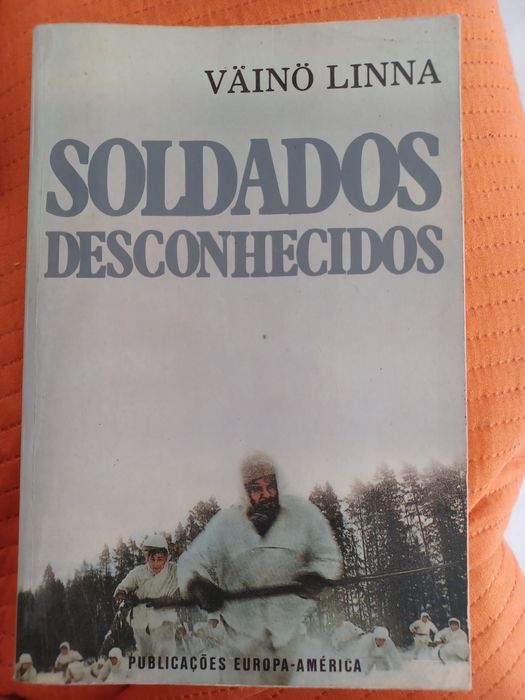 VÄINÖ LINNA
SOLDADOS
DESCONHECIDOS
PUBLICAÇÕES EUROPA-AMÉRICA